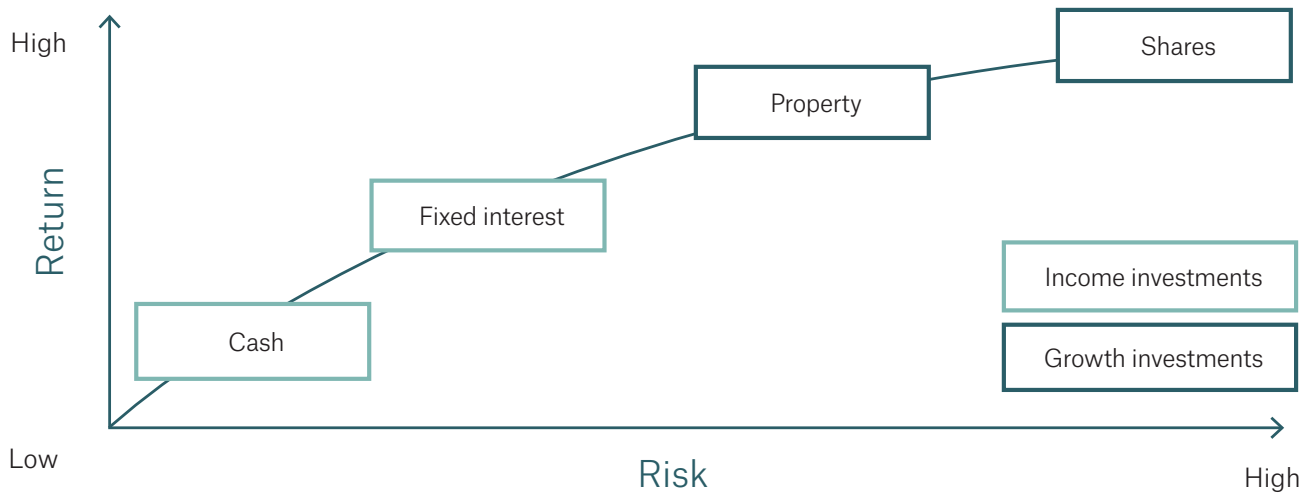 High
Shares
Property
Return
Fixed interest
Income investments
Cash
Growth investments
Low
Risk
High